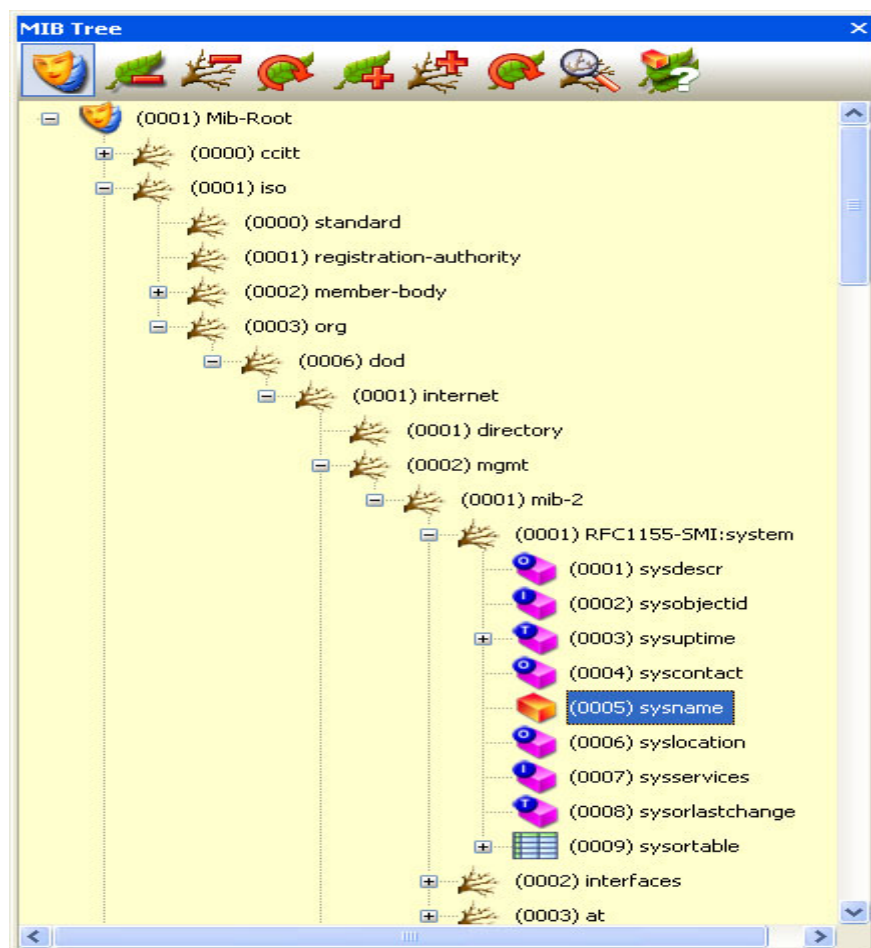 MIB Tree
(0001) Mib-Root
(0000) ccitt
(0001) iso
(0000) standard
(0001) registration-authority
(0002) member-body
(0003) org
(0006) dod
(0001) internet
(0001) directory
(0002) mgmt
(0001) mib-2
(0001) RFC1155-SMI:system
(0001) sysdescr
(0002) sysobjectid
(0003) sysuptime
(0004) syscontact
(0005) sysname
(0006) syslocation
(0007) sysservices
(0008) sysorlastchange
(0009) sysortable
(0002) interfaces
(0003) at